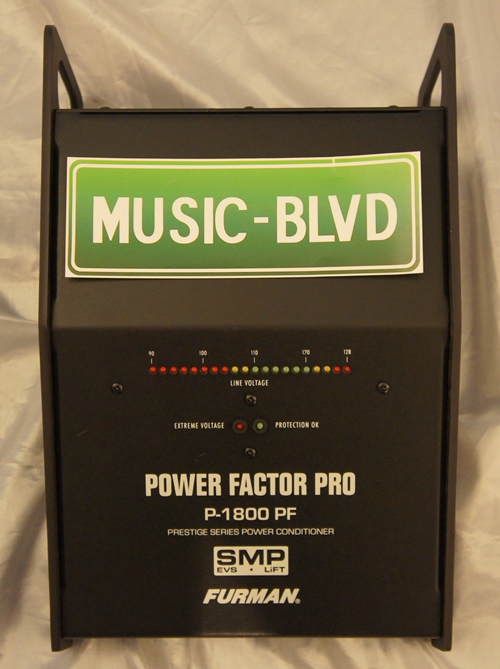 MUSIC-BLVD
90 100 110 120 128
LINE VOLTAGE
EXTREME VOLTAGE PROTECTION OK
POWER FACTOR PRO
P-1800 PF
PRESTIGE SERIES POWER CONDITIONER
SMP
EVS • LiFT
FURMAN®